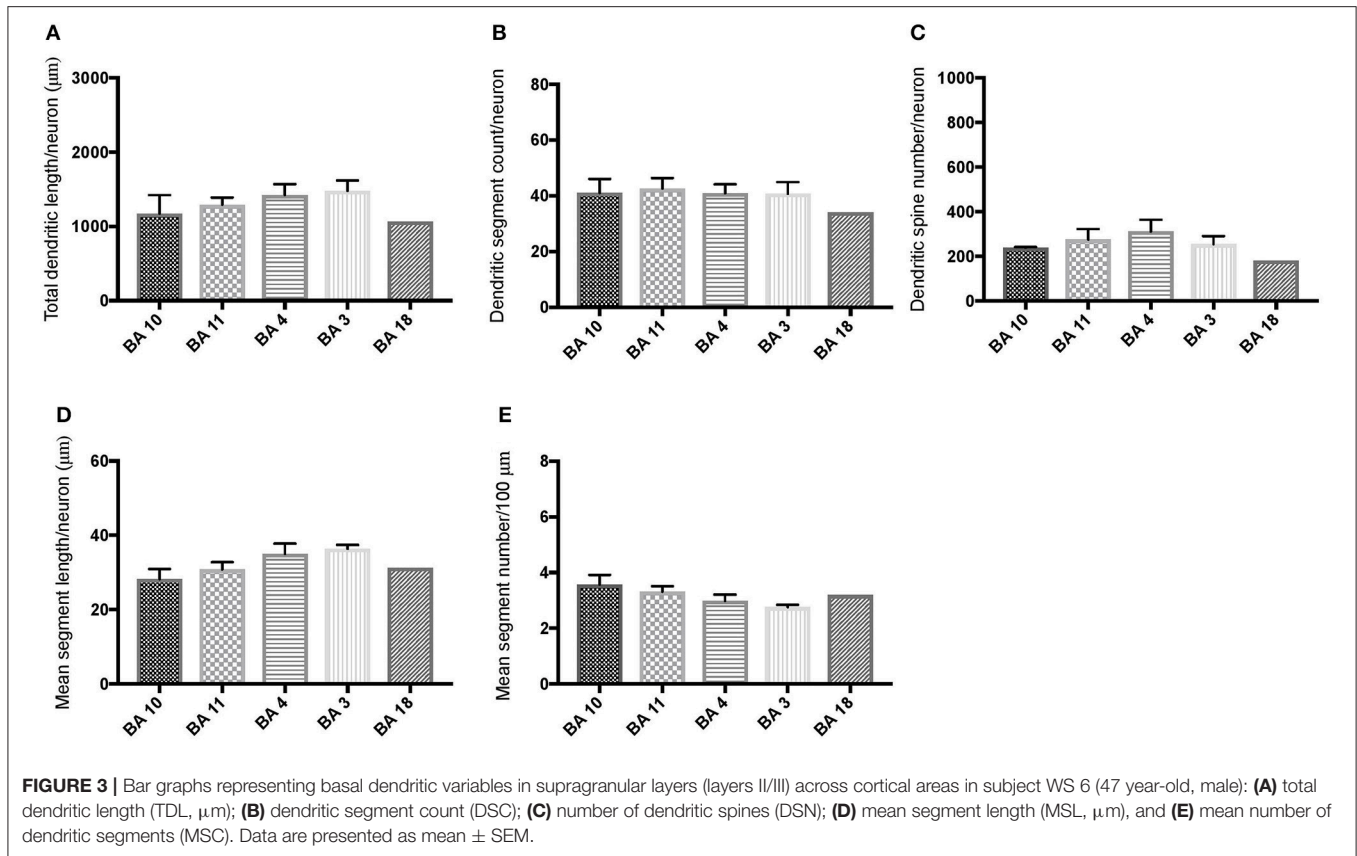 A
Total dendritic length/neuron (μm)
3000
2000
1000
0
BA 10
BA 11
BA 4
BA 3
BA 18
B
Dendritic segment count/neuron
80
60
40
20
0
BA 10
BA 11
BA 4
BA 3
BA 18
C
Dendritic spine number/neuron
1000
800
600
400
200
0
BA 10
BA 11
BA 4
BA 3
BA 18
D
Mean segment length/neuron (μm)
60
40
20
0
BA 10
BA 11
BA 4
BA 3
BA 18
E
Mean segment number/100 μm
8
6
4
2
0
BA 10
BA 11
BA 4
BA 3
BA 18
FIGURE 3 | Bar graphs representing basal dendritic variables in supragranular layers (layers II/III) across cortical areas in subject WS 6 (47 year-old, male): (A) total
dendritic length (TDL, μm); (B) dendritic segment count (DSC); (C) number of dendritic spines (DSN); (D) mean segment length (MSL, μm), and (E) mean number of
dendritic segments (MSC). Data are presented as mean ± SEM.